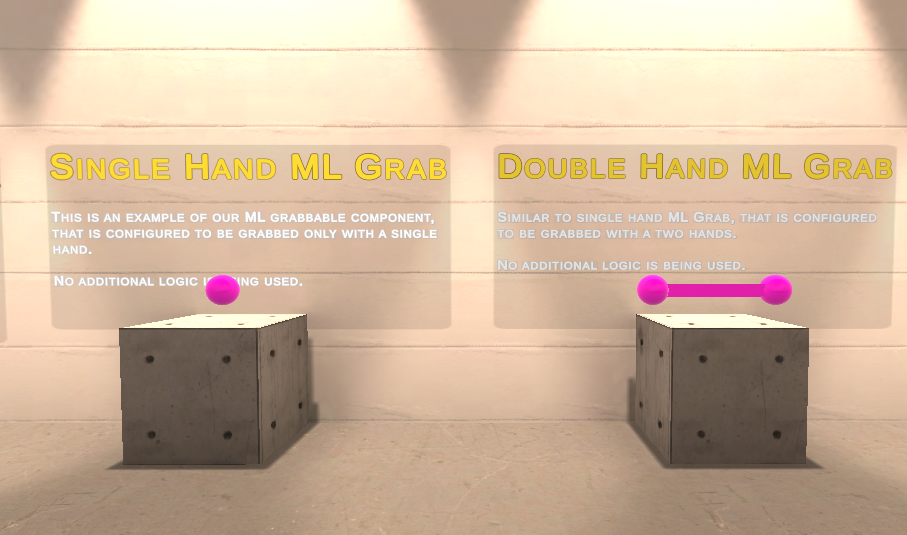 Single Hand ML Grab
This is an example of our ML grabbable component,
that is configured to be grabbed only with a single
hand.
No additional logic is being used.
Double Hand ML Grab
Similar to single hand ML Grab, that is configured
to be grabbed with a two hands.
No additional logic is being used.